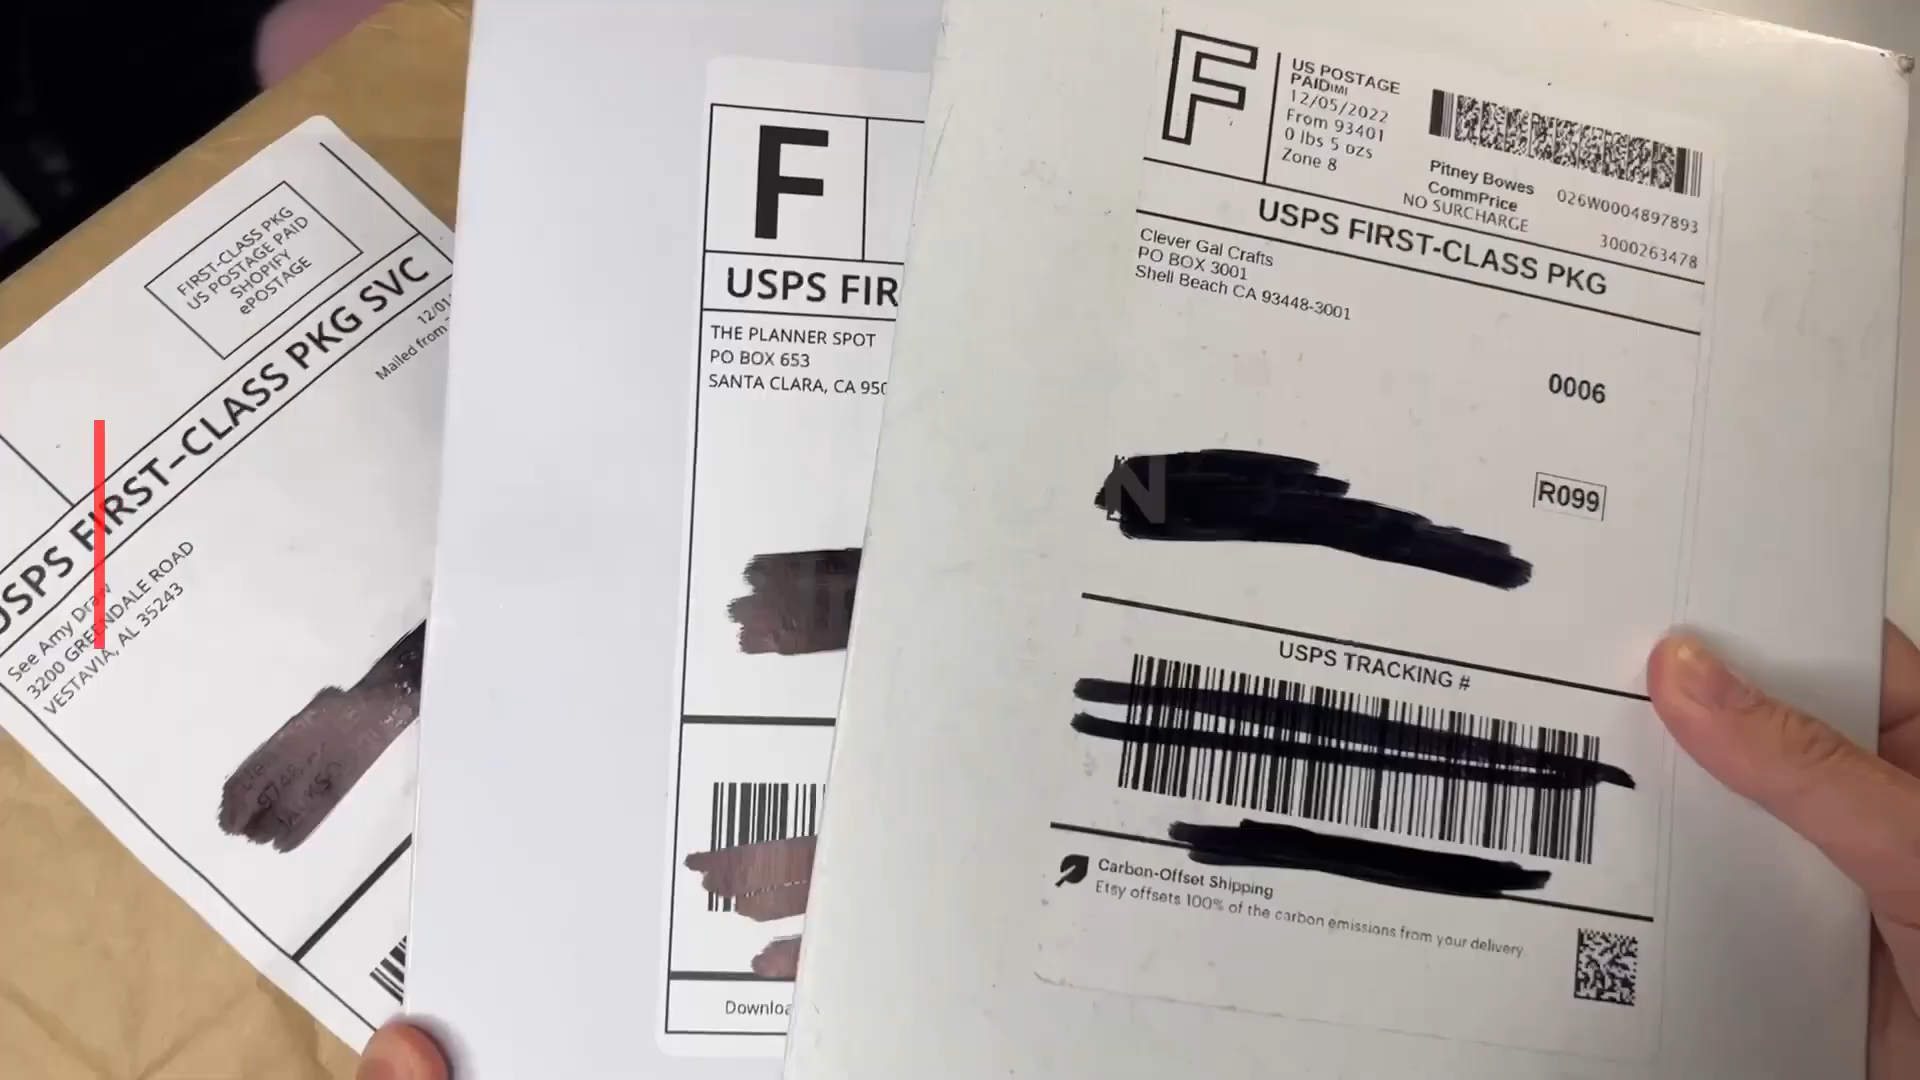 FIRST-CLASS PKG
US POSTAGE PAID
SHOPIFY
ePOSTAGE
USPS FIRST-CLASS PKG SVC
12/01
Mailed from
See Amy Draw
3200 GREENDALE ROAD
VESTAVIA, AL 35243
F
USPS FIR
THE PLANNER SPOT
PO BOX 653
SANTA CLARA, CA 950
Downloa
F
US POSTAGE
PAID IMI
12/05/2022
From 93401
0 lbs 5 ozs
Zone 8
Pitney Bowes
CommPrice
NO SURCHARGE
026W0004897893
3000263478
USPS FIRST-CLASS PKG
Clever Gal Crafts
PO BOX 3001
Shell Beach CA 93448-3001
0006
R099
N
USPS TRACKING #
Carbon-Offset Shipping
Etsy offsets 100% of the carbon emissions from your delivery